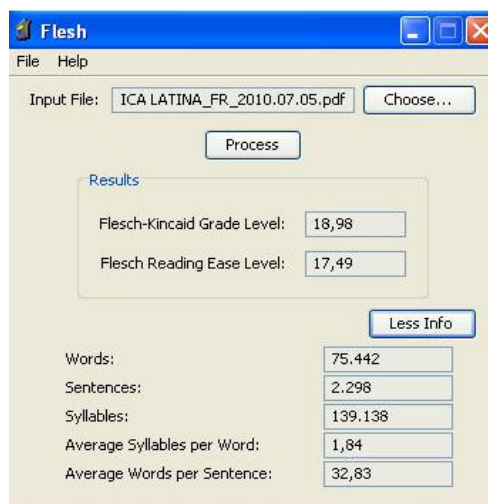 Flesh
File Help
Input File: ICA LATINA_FR_2010.07.05.pdf Choose...
Process
Results
Flesch-Kincaid Grade Level: 18,98
Flesch Reading Ease Level: 17,49
Less Info
Words: 75.442
Sentences: 2.298
Syllables: 139.138
Average Syllables per Word: 1,84
Average Words per Sentence: 32,83